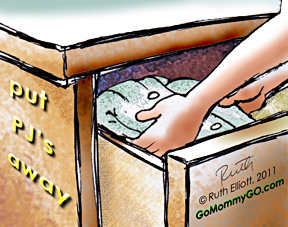 put
PJ's
away
Ruth
© Ruth Elliott, 2011
GoMommyGO.com